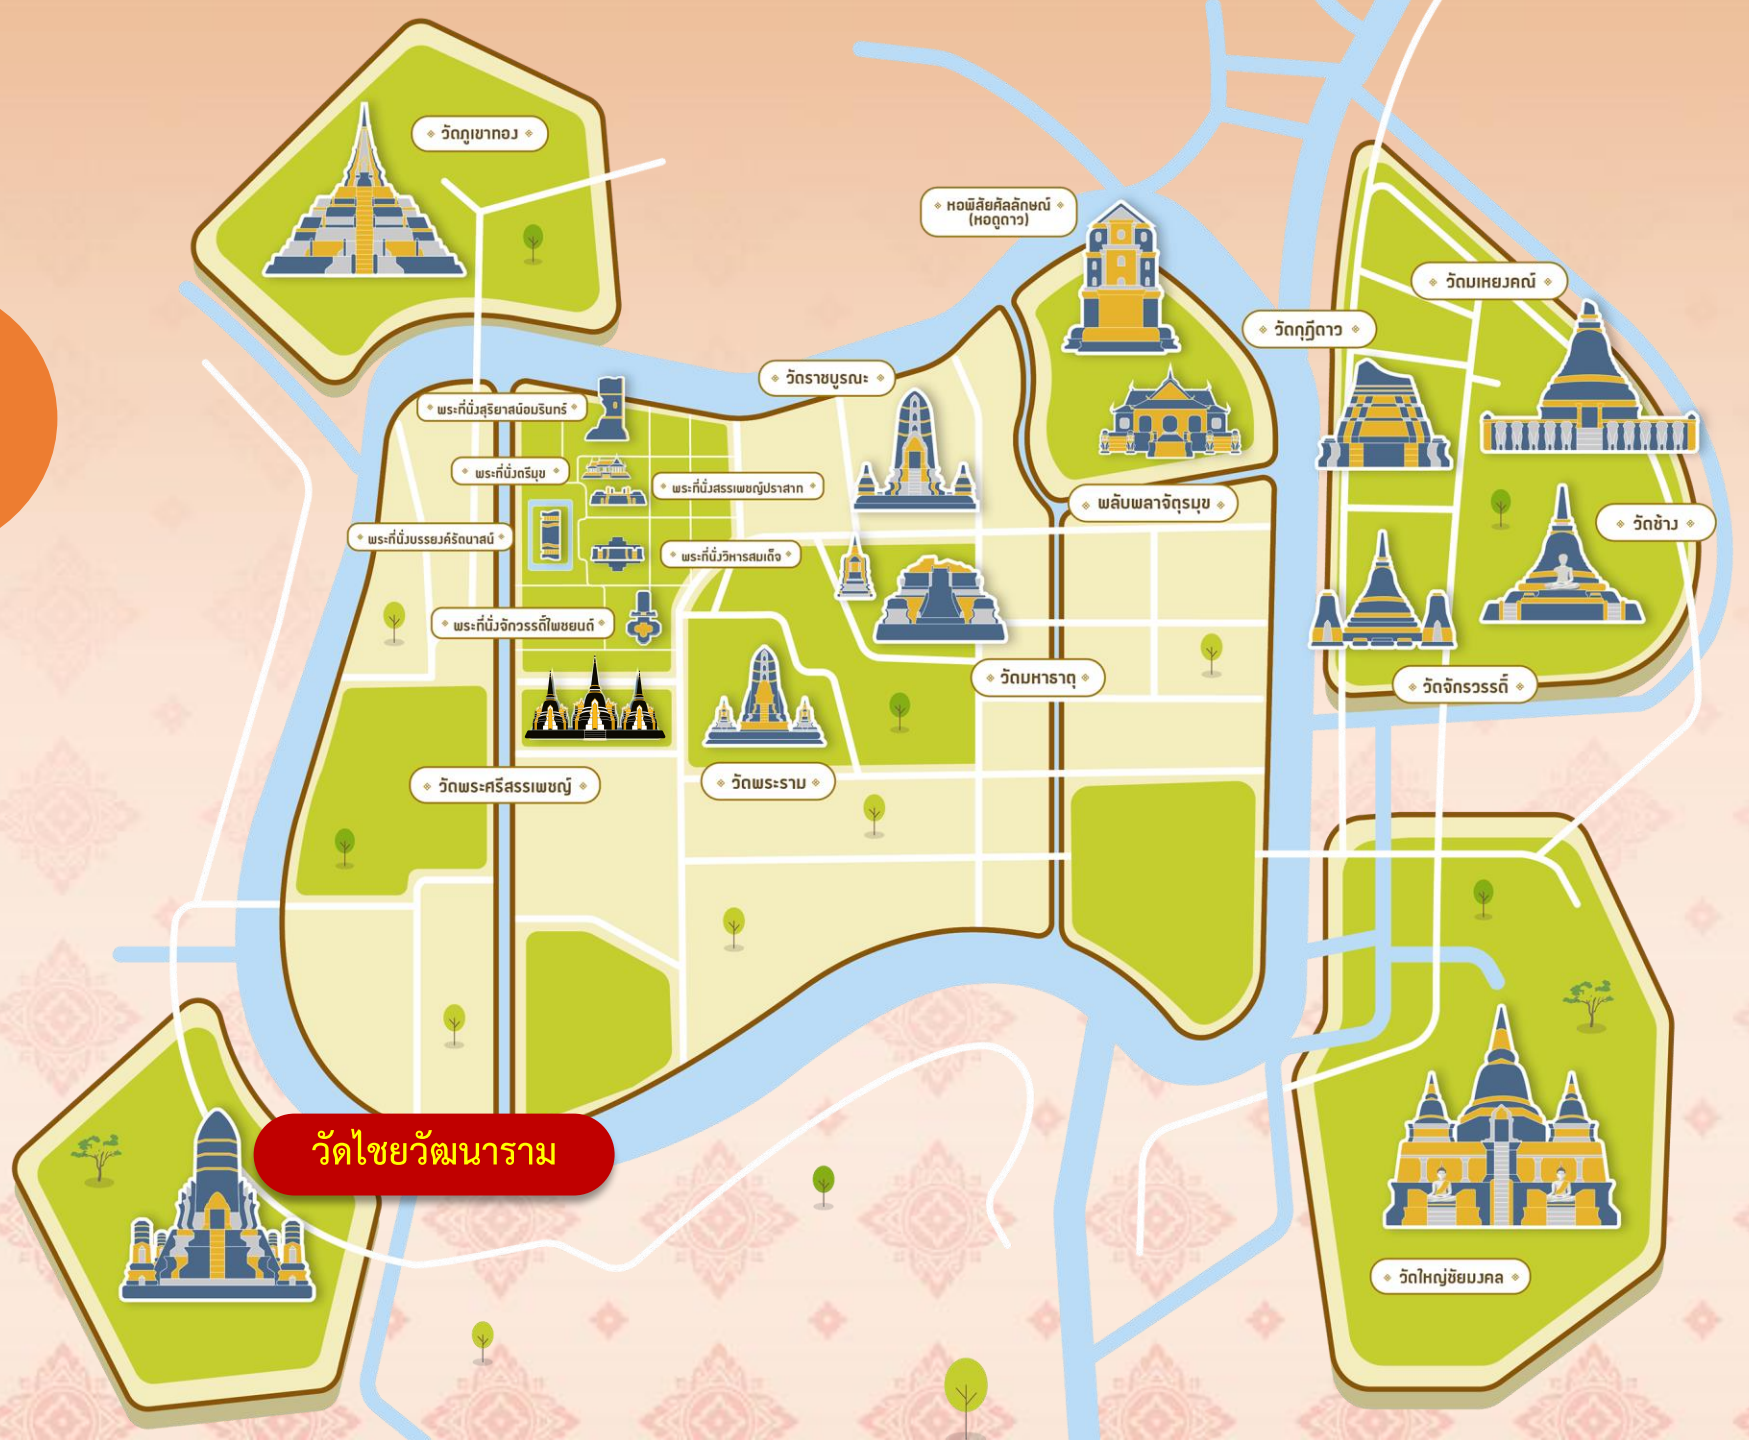 วัดภูเขาทอง
หอพิสัยศัลลักษณ์
(หอดูดาว)
วัดมเหยงคณ์
วัดกุฎีดาว
วัดราชบูรณะ
พระที่นั่งสุริยาสน์อมรินทร์
พระที่นั่งตรีมุข
พระที่นั่งสรรเพชญ์ปราสาท
พลับพลาจัตุรมุข
วัดช้าง
พระที่นั่งบรรยงค์รัตนาสน์
พระที่นั่งวิหารสมเด็จ
พระที่นั่งจักวรรดิ์ไพชยนต์
วัดมหาธาตุ
วัดจักรวรรดิ์
วัดพระศรีสรรเพชญ์
วัดพระราม
วัดไชยวัฒนาราม
วัดใหญ่ชัยมงคล